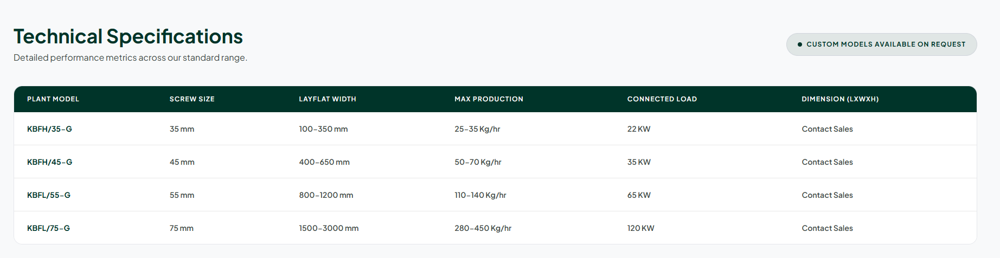 Technical Specifications
Detailed performance metrics across our standard range.
CUSTOM MODELS AVAILABLE ON REQUEST
PLANT MODEL SCREW SIZE LAYFLAT WIDTH MAX PRODUCTION CONNECTED LOAD DIMENSION (LXWXH)
KBFH/35-G 35 mm 100-350 mm 25-35 Kg/hr 22 KW Contact Sales
KBFH/45-G 45 mm 400-650 mm 50-70 Kg/hr 35 KW Contact Sales
KBFL/55-G 55 mm 800-1200 mm 110-140 Kg/hr 65 KW Contact Sales
KBFL/75-G 75 mm 1500-3000 mm 280-450 Kg/hr 120 KW Contact Sales